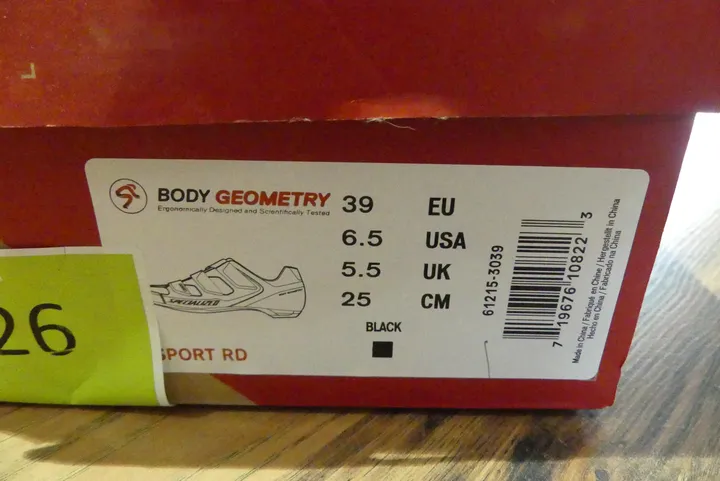 BODY GEOMETRY
Ergonomically Designed and Scientifically Tested
39 EU
6.5 USA
5.5 UK
25 CM
BLACK
SPECIALIZED
SPORT RD
26
61215-3039
7 19676 10822 3
Made in China / Fabriqué en Chine / Hergestellt in China
Hecho en China / Fabricado na China